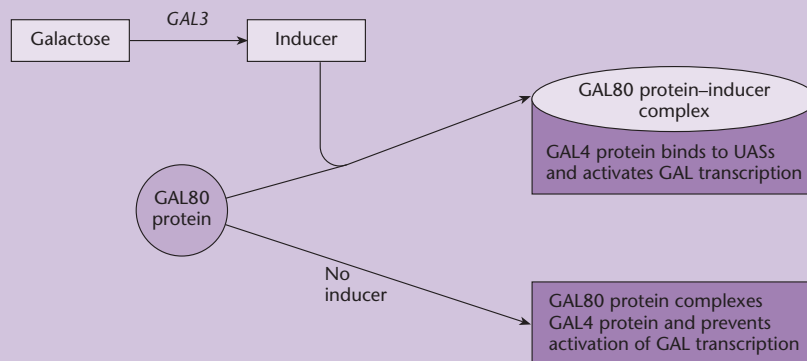 GAL3
Galactose
Inducer
GAL80 protein–inducer
complex
GAL4 protein binds to UASs
and activates GAL transcription
GAL80
protein
No
inducer
GAL80 protein complexes
GAL4 protein and prevents
activation of GAL transcription